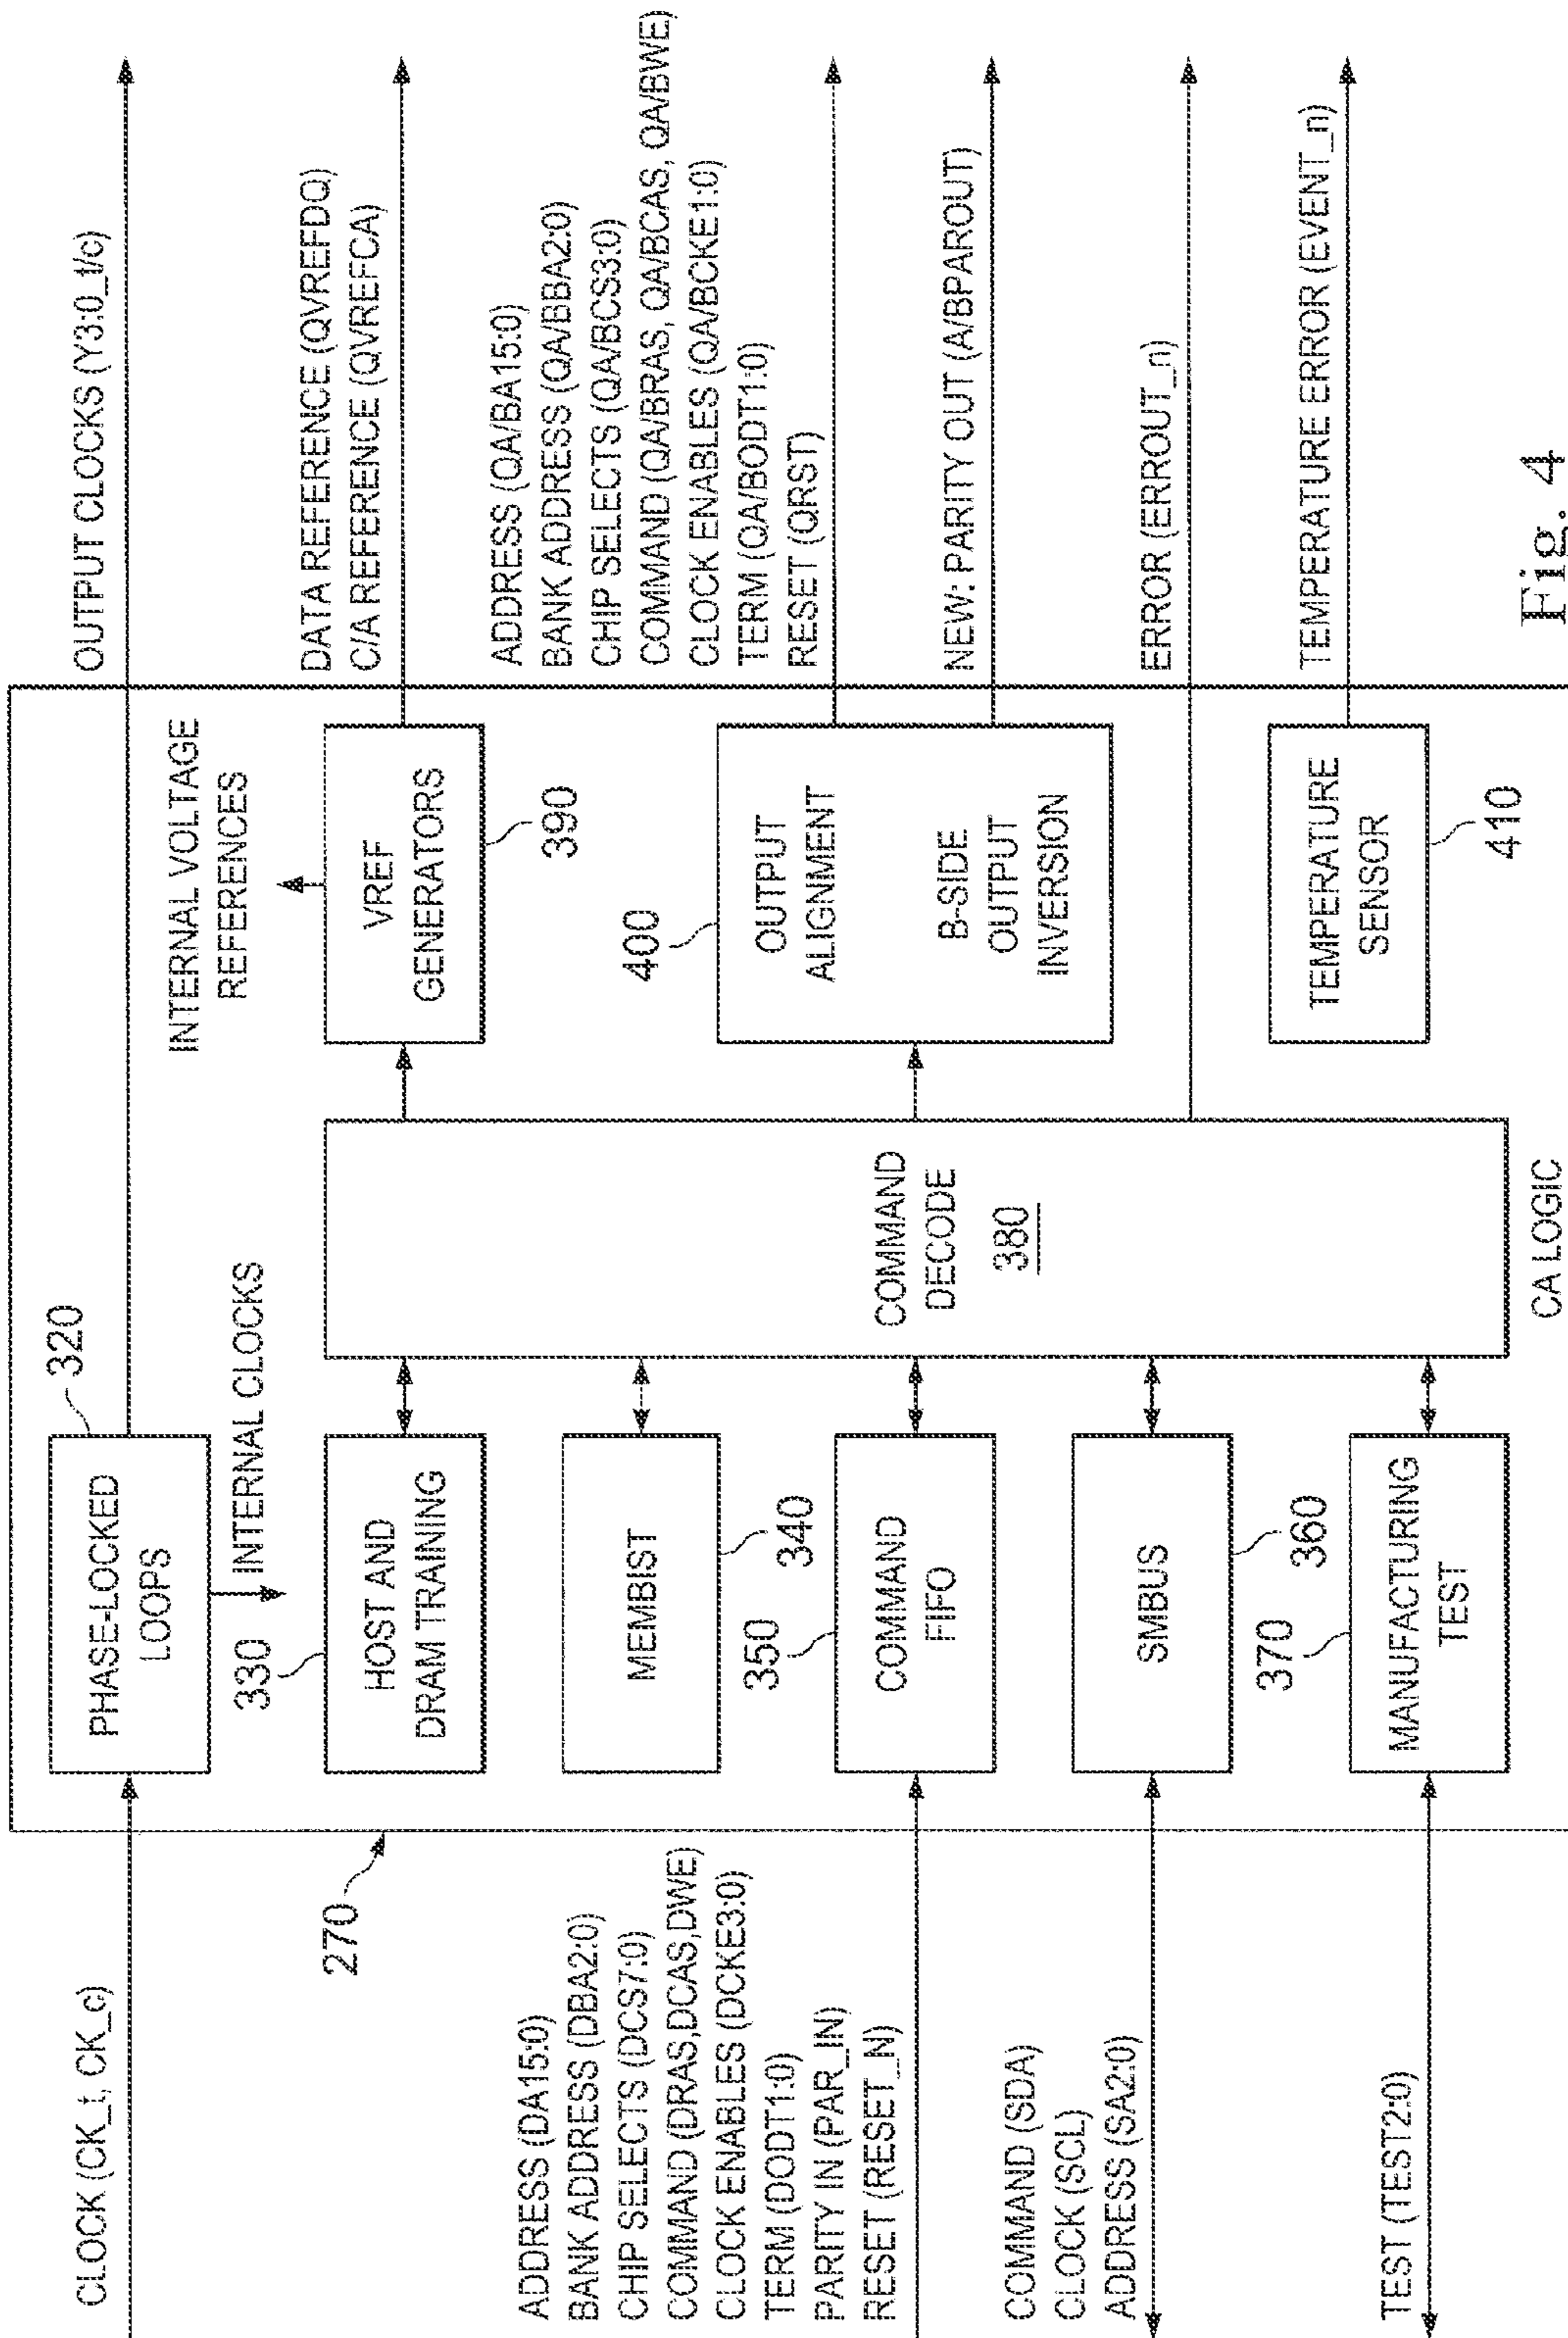 CLOCK (CK_t, CK_c)
270
ADDRESS (DA15:0)
BANK ADDRESS (DBA2:0)
CHIP SELECTS (DCS7:0)
COMMAND (DRAS,DCAS,DWE)
CLOCK ENABLES (DCKE3:0)
TERM (DODT1:0)
PARITY IN (PAR_IN)
RESET (RESET_N)
COMMAND (SDA)
CLOCK (SCL)
ADDRESS (SA2:0)
TEST (TEST2:0)
PHASE-LOCKED
LOOPS
320
INTERNAL CLOCKS
330
HOST AND
DRAM TRAINING
MEMBIST
340
350
COMMAND
FIFO
SMBUS
360
370
MANUFACTURING
TEST
COMMAND
DECODE
380
CA LOGIC
INTERNAL VOLTAGE
REFERENCES
VREF
GENERATORS
390
400
OUTPUT
ALIGNMENT
B-SIDE
OUTPUT
INVERSION
TEMPERATURE
SENSOR
410
OUTPUT CLOCKS (Y3:0_t/c)
DATA REFERENCE (QVREFDQ)
C/A REFERENCE (QVREFCA)
ADDRESS (QA/BA15:0)
BANK ADDRESS (QA/BBA2:0)
CHIP SELECTS (QA/BCS3:0)
COMMAND (QA/BRAS, QA/BCAS, QA/BWE)
CLOCK ENABLES (QA/BCKE1:0)
TERM (QA/BODT1:0)
RESET (QRST)
NEW: PARITY OUT (A/BPAROUT)
ERROR (ERROUT_n)
TEMPERATURE ERROR (EVENT_n)
Fig. 4